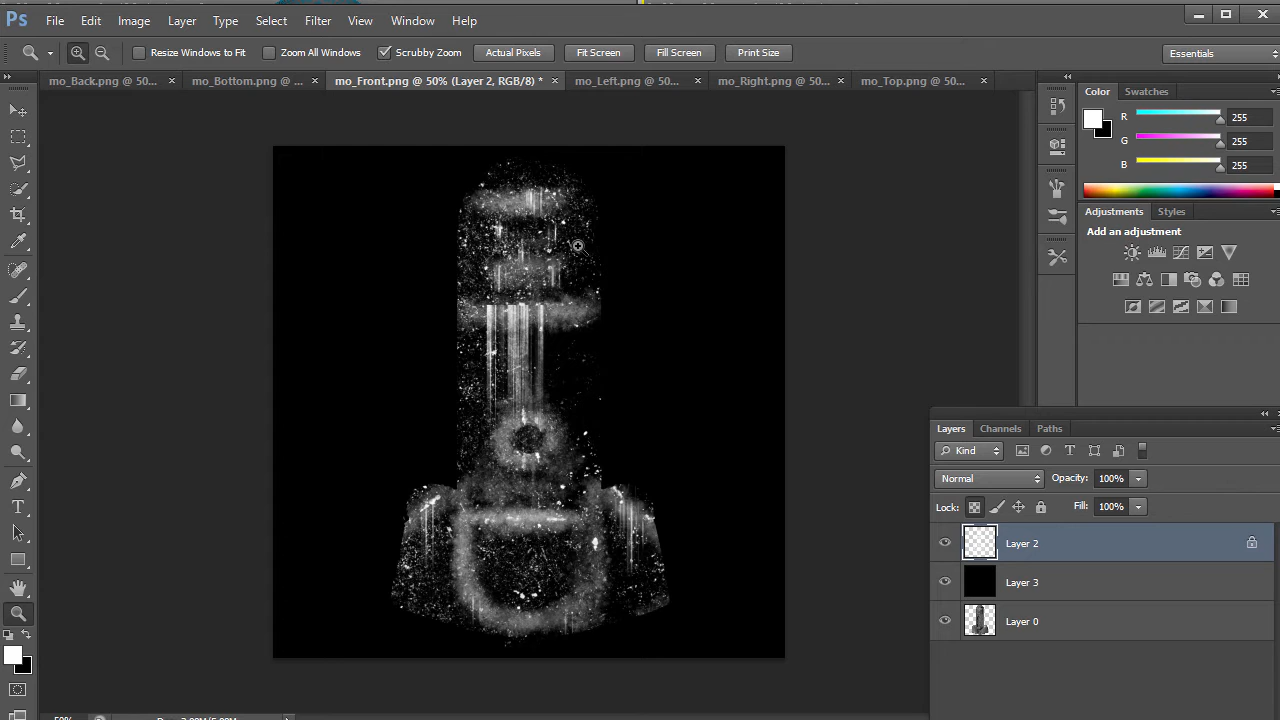 Ps File Edit Image Layer Type Select Filter View Window Help
Resize Windows to Fit Zoom All Windows Scrubby Zoom Actual Pixels Fit Screen Fill Screen Print Size Essentials
mo_Back.png @ 50... × mo_Bottom.png @ ... × mo_Front.png @ 50% (Layer 2, RGB/8) * × mo_Left.png @ 50... × mo_Right.png @ 50... × mo_Top.png @ 50... ×
Color Swatches
R 255
G 255
B 255
Adjustments Styles
Add an adjustment
Layers Channels Paths
Kind
Normal Opacity: 100%
Lock: Fill: 100%
Layer 2
Layer 3
Layer 0